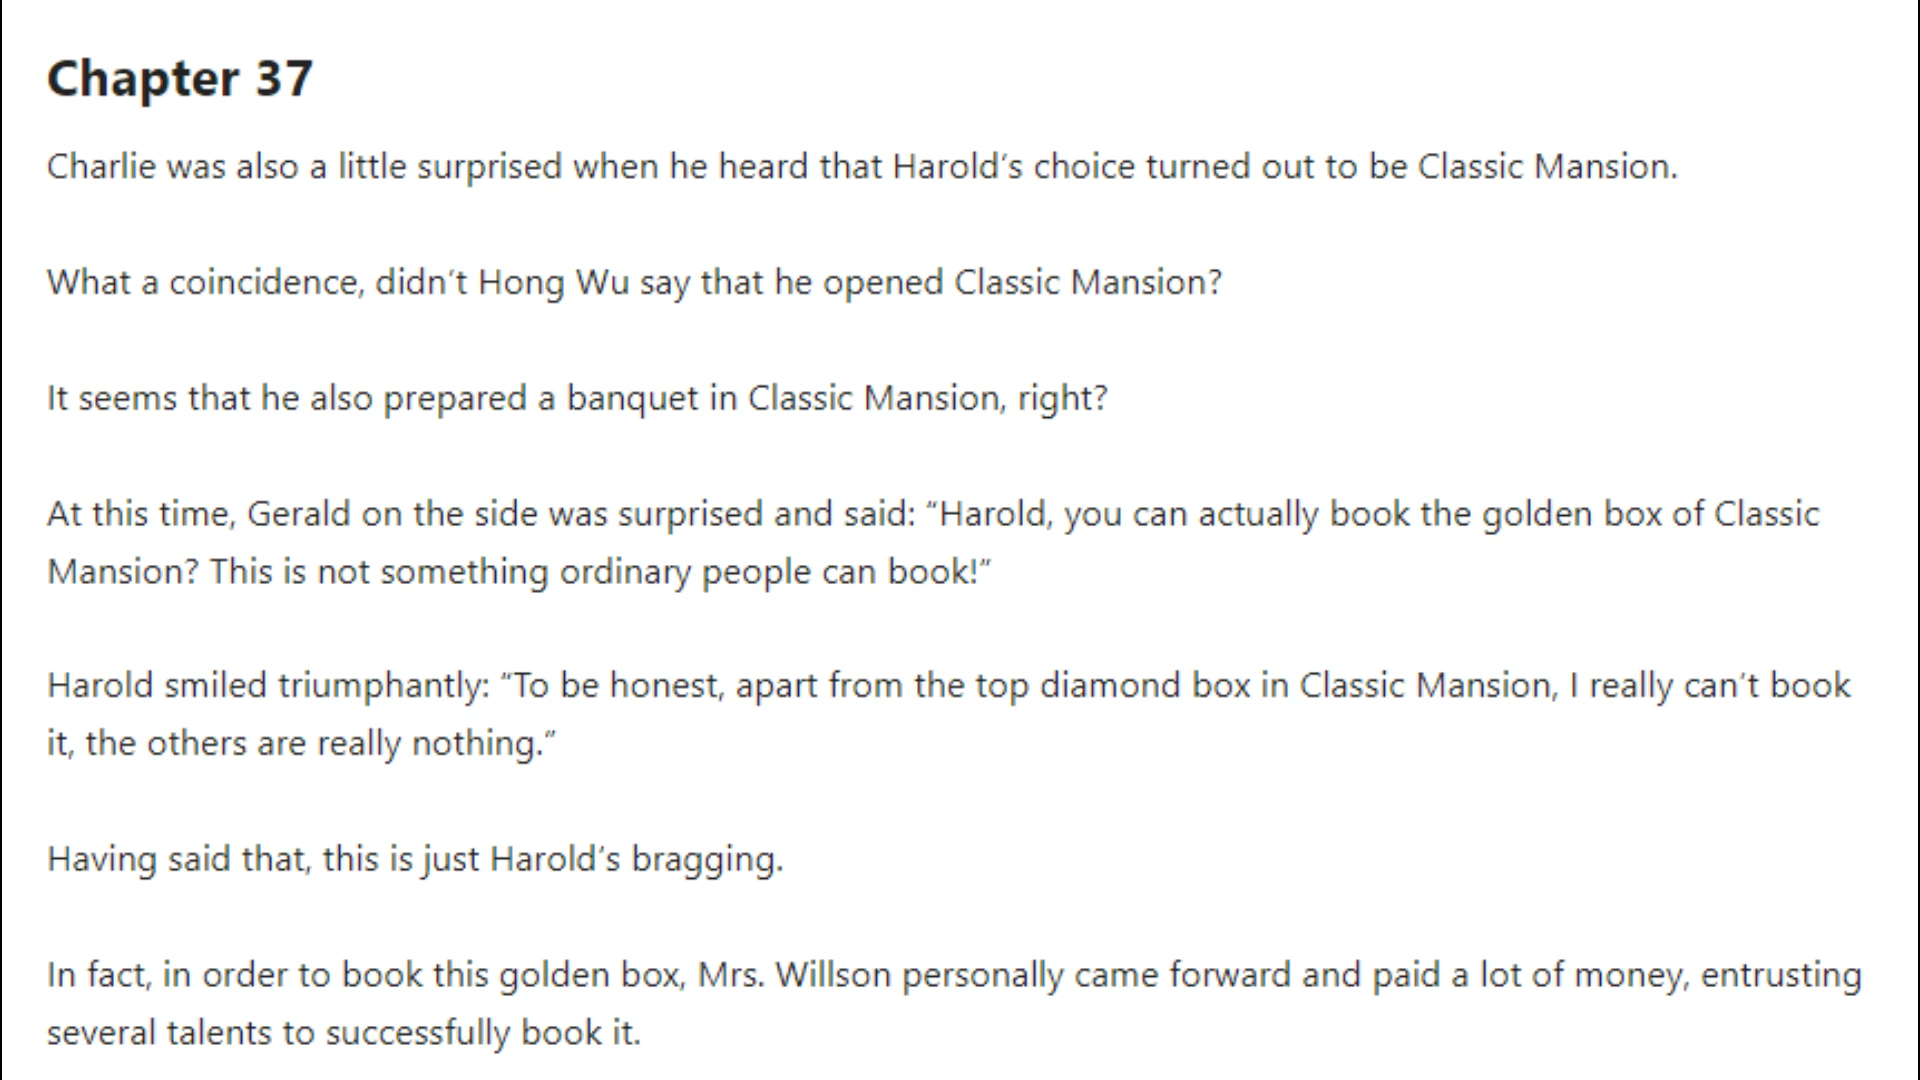 Chapter 37
Charlie was also a little surprised when he heard that Harold’s choice turned out to be Classic Mansion.
What a coincidence, didn’t Hong Wu say that he opened Classic Mansion?
It seems that he also prepared a banquet in Classic Mansion, right?
At this time, Gerald on the side was surprised and said: “Harold, you can actually book the golden box of Classic
Mansion? This is not something ordinary people can book!”
Harold smiled triumphantly: “To be honest, apart from the top diamond box in Classic Mansion, I really can’t book
it, the others are really nothing.”
Having said that, this is just Harold’s bragging.
In fact, in order to book this golden box, Mrs. Willson personally came forward and paid a lot of money, entrusting
several talents to successfully book it.